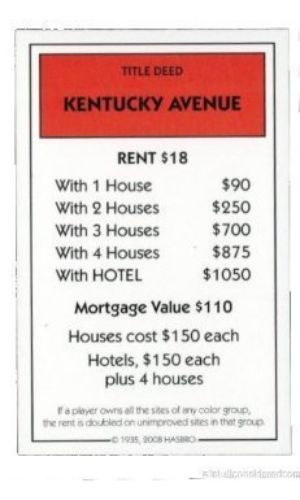 TITLE DEED
KENTUCKY AVENUE
RENT $18
With 1 House $90
With 2 Houses $250
With 3 Houses $700
With 4 Houses $875
With HOTEL $1050
Mortgage Value $110
Houses cost $150 each
Hotels, $150 each
plus 4 houses
If a player owns all the sites of any color group,
the rent is doubled on unimproved sites in that group.
© 1935, 2008 HASBRO